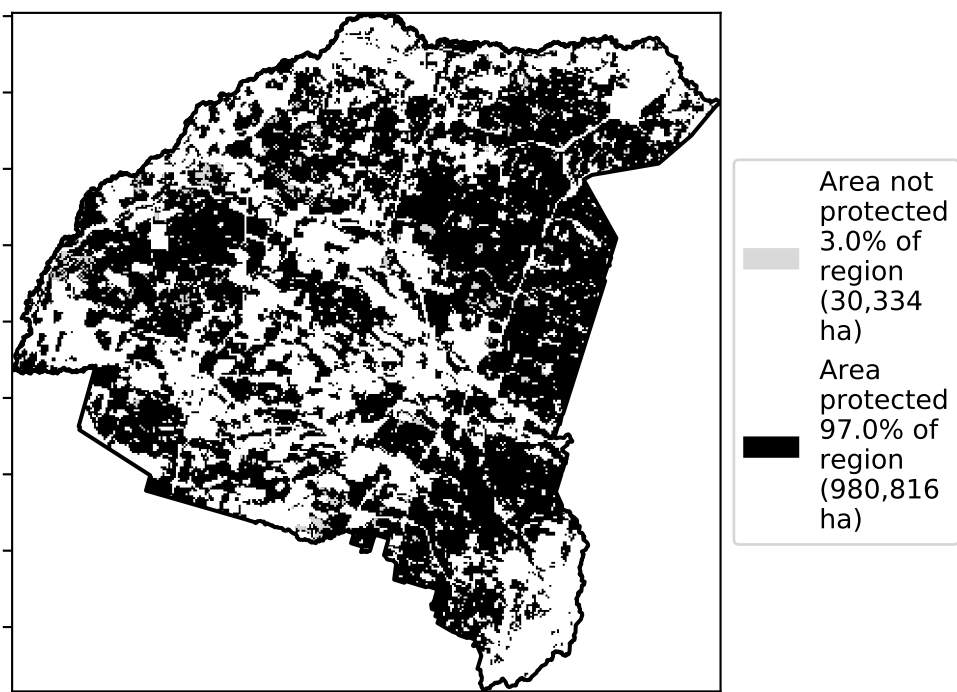 Area not
protected
3.0% of
region
(30,334
ha)
Area
protected
97.0% of
region
(980,816
ha)